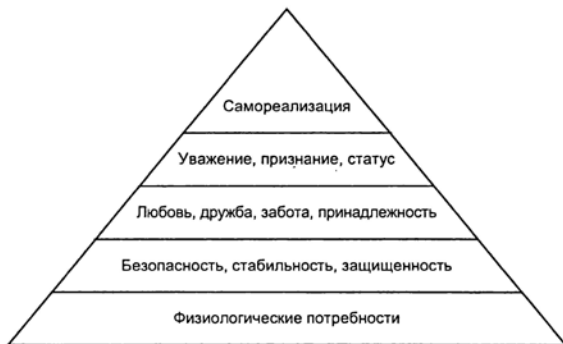 Самореализация
Уважение, признание, статус
Любовь, дружба, забота, принадлежность
Безопасность, стабильность, защищенность
Физиологические потребности